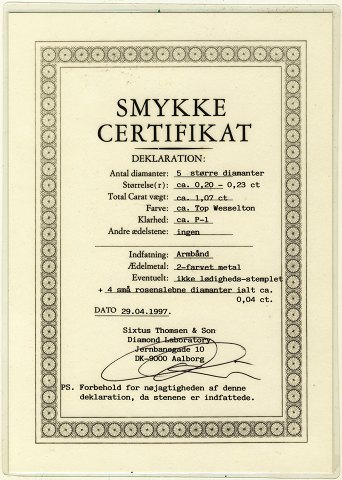 SMYKKE
CERTIFIKAT
DEKLARATION:
Antal diamanter: 5 større diamanter
Størrelse(r): ca. 0,20 - 0,23 ct
Total Carat vægt: ca. 1,07 ct
Farve: ca. Top Wesselton
Klarhed: ca. P-1
Andre ædelstene: ingen
Indfatning: Armbånd
Ædelmetal: 2-farvet metal
Eventuelt: ikke lødigheds-stemplet
+ 4 små rosenslebne diamanter ialt ca.
0,04 ct.
DATO 29.04.1997.
Sixtus Thomsen & Son
Diamond Laboratory
Jernbanegade 10
DK-9000 Aalborg
PS. Forbehold for nøjagtigheden af denne
deklaration, da stenene er indfattede.